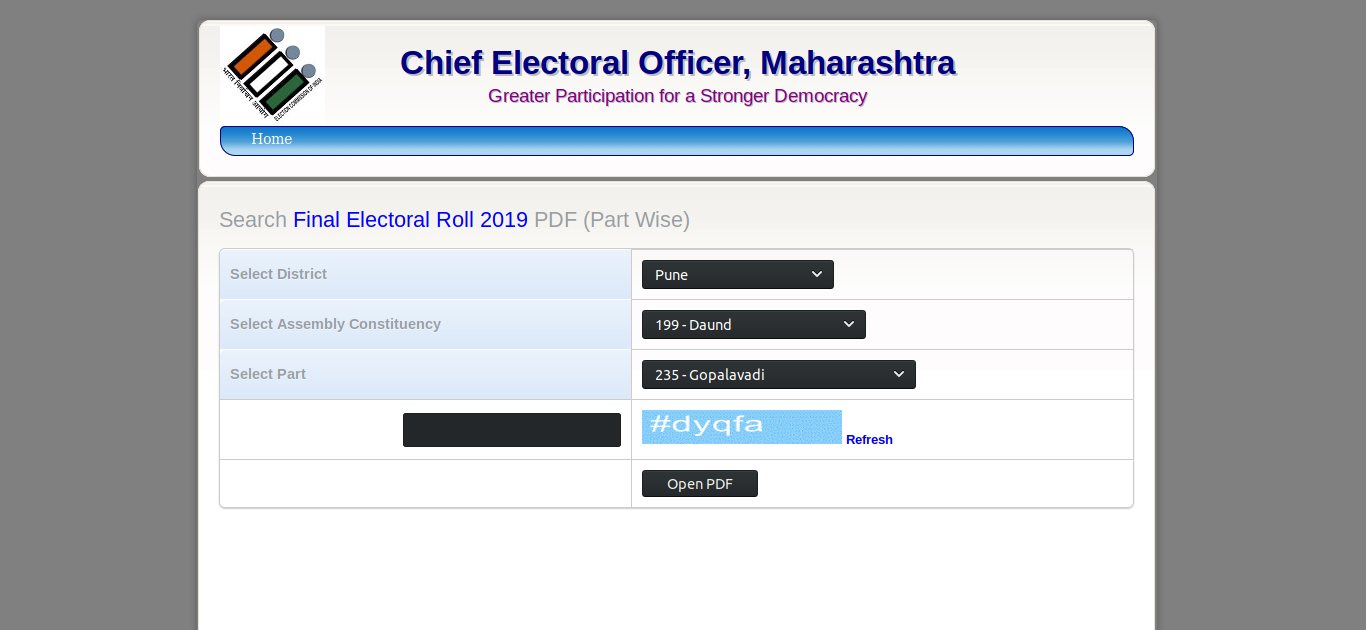 भारत निर्वाचन आयोग
ELECTION COMMISSION OF INDIA
Chief Electoral Officer, Maharashtra
Greater Participation for a Stronger Democracy
Home
Search Final Electoral Roll 2019 PDF (Part Wise)
Select District
Pune
Select Assembly Constituency
199 - Daund
Select Part
235 - Gopalavadi
#dyqfa
Refresh
Open PDF